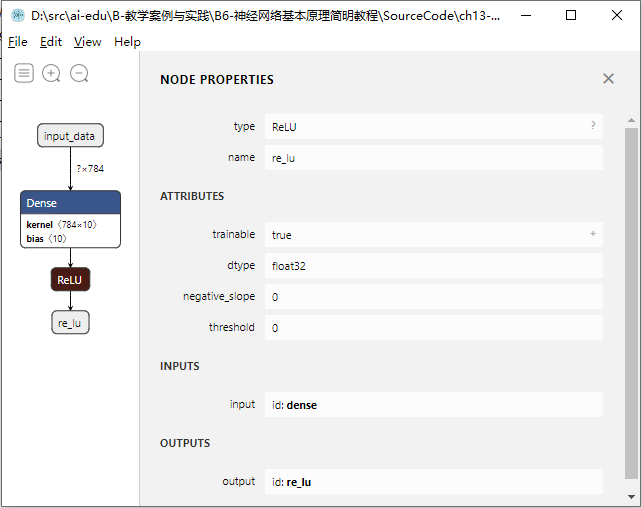 D:\src\ai-edu\B-教学案例与实践\B6-神经网络基本原理简明教程\SourceCode\ch13-...
File Edit View Help
NODE PROPERTIES
input_data
?×784
Dense
kernel 〈784×10〉
bias 〈10〉
ReLU
re_lu
type ReLU ?
name re_lu
ATTRIBUTES
trainable true +
dtype float32
negative_slope 0
threshold 0
INPUTS
input id: dense
OUTPUTS
output id: re_lu